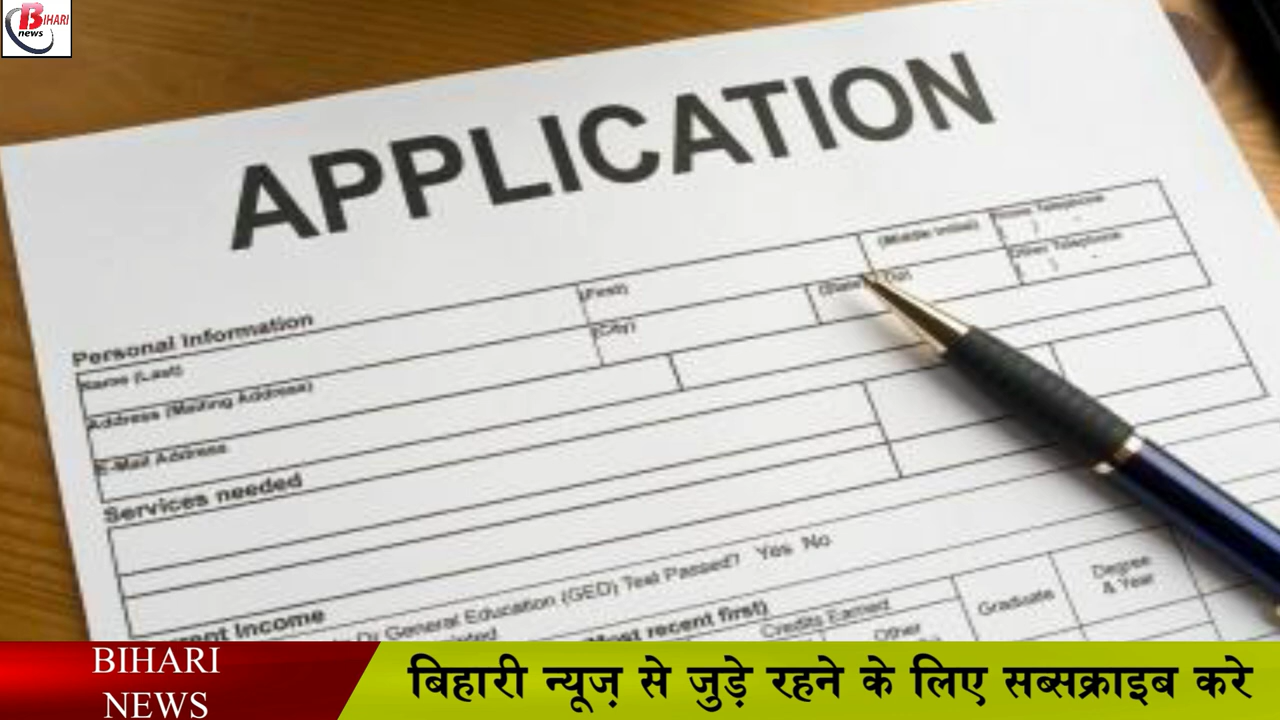 BIHARI
news
APPLICATION
Personal Information
Name (Last)
(First)
(Middle Initial)
Telephone
Address (Mailing Address)
(City)
(State)
Other Telephone
E-Mail Address
Services needed
Or General Education (GED) Test Passed? Yes No
Income
Most recent first)
Credits Earned
Graduate
Degree
& Year
Other
BIHARI
NEWS
बिहारी न्यूज़ से जुड़े रहने के लिए सब्सक्राइब करे